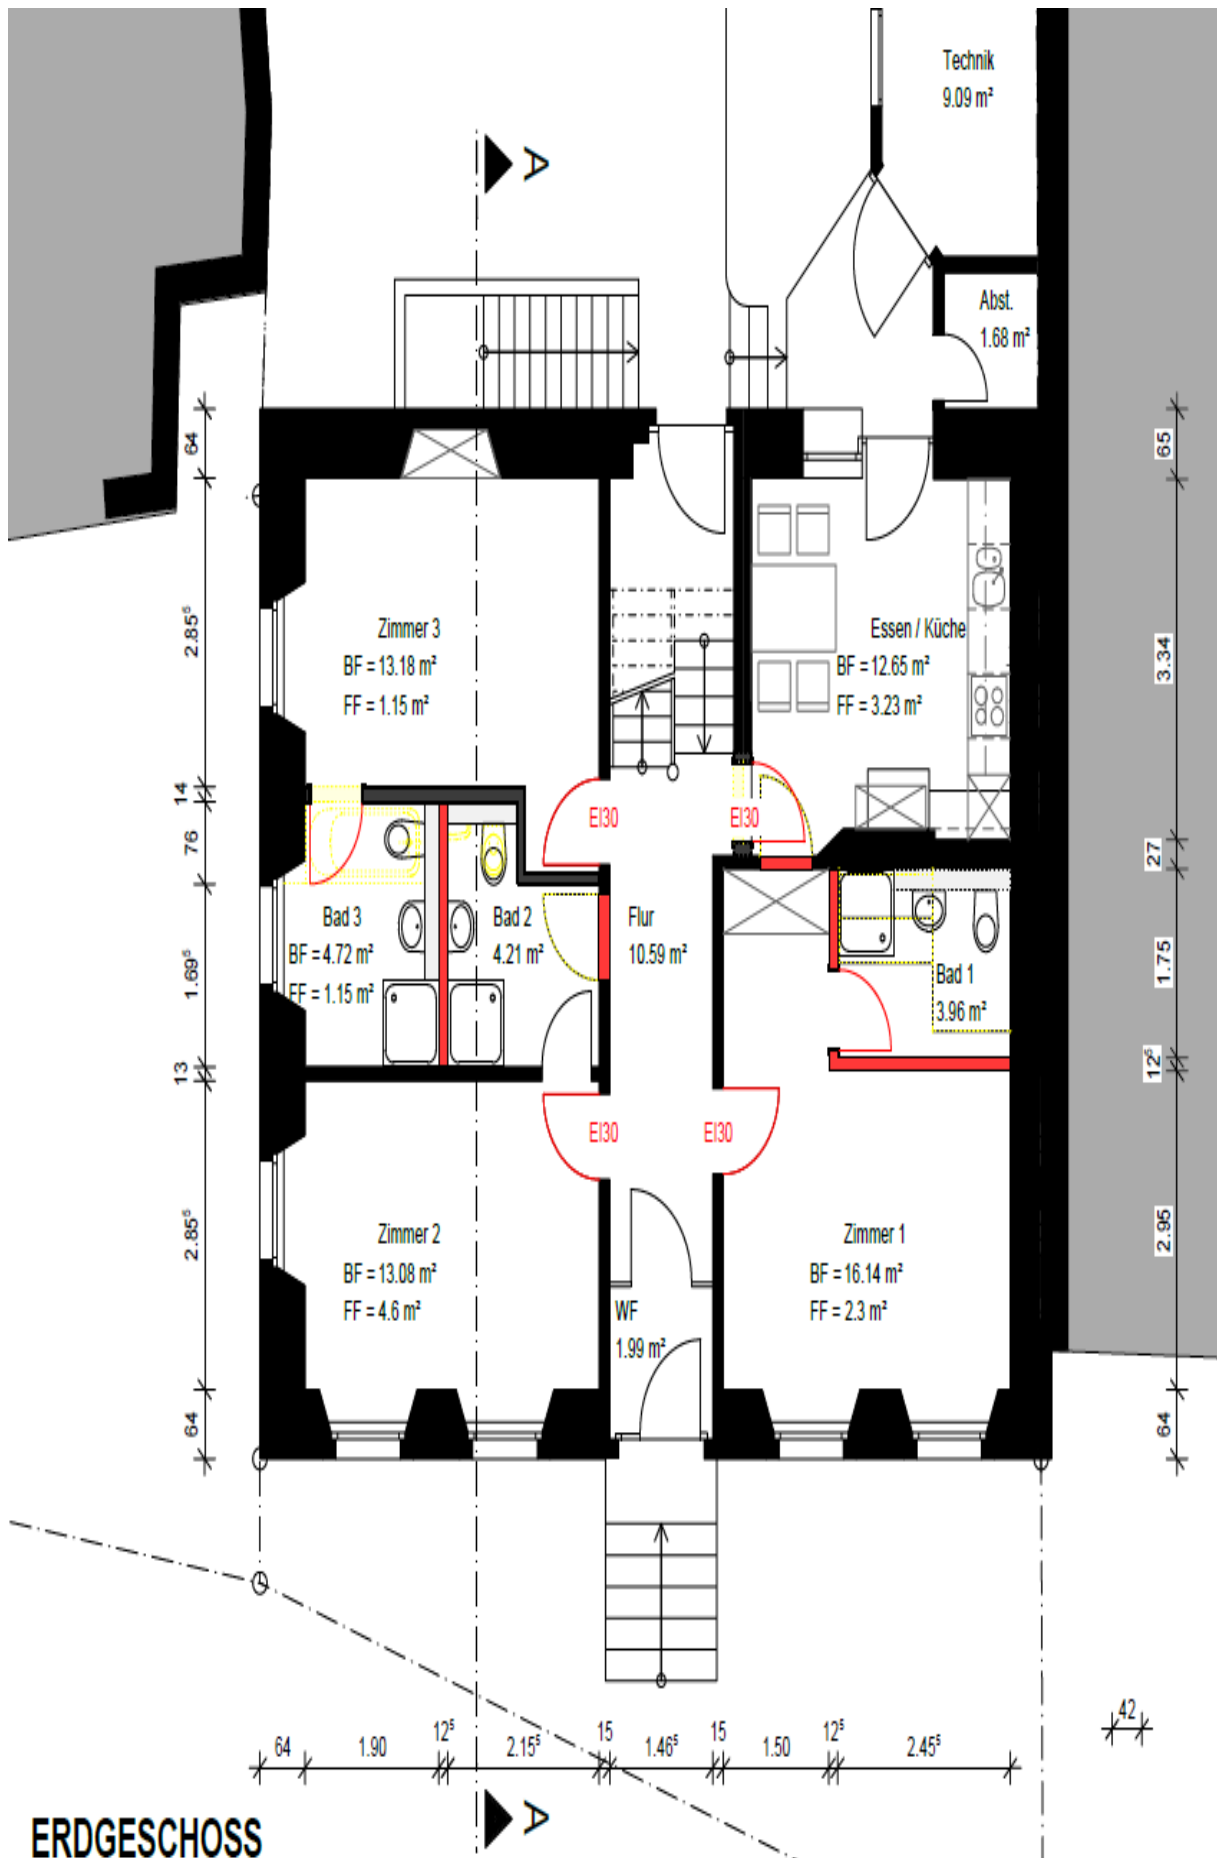 Technik
9.09 m²
A
Abst.
1.68 m²
64
65
2.85⁵
3.34
Zimmer 3
BF = 13.18 m²
FF = 1.15 m²
Essen / Küche
BF = 12.65 m²
FF = 3.23 m²
14
EI30
EI30
76
27
Bad 3
BF = 4.72 m²
FF = 1.15 m²
Bad 2
4.21 m²
Flur
10.59 m²
Bad 1
3.96 m²
1.69⁵
1.75
13
12⁵
EI30
EI30
2.85⁵
2.95
Zimmer 2
BF = 13.08 m²
FF = 4.6 m²
Zimmer 1
BF = 16.14 m²
FF = 2.3 m²
WF
1.99 m²
64
64
42
64
1.90
12⁵
2.15⁵
15
1.46⁵
15
1.50
12⁵
2.45⁵
A
ERDGESCHOSS